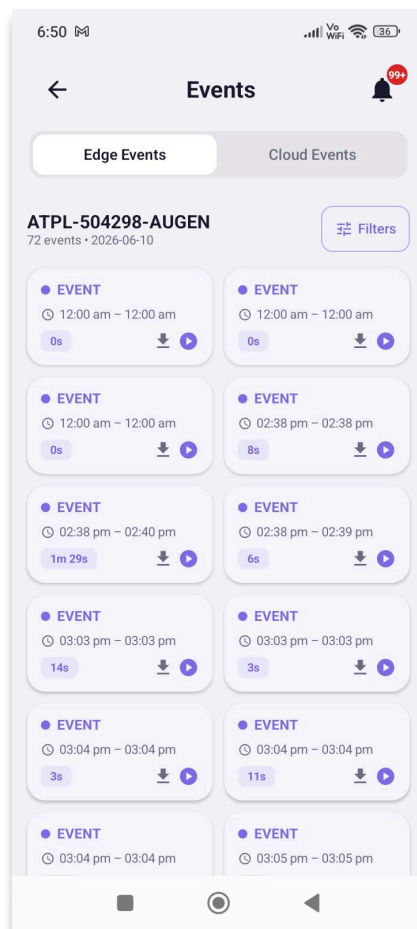 6:50
Vo
WiFi
36
99+
Events
Edge Events
Cloud Events
ATPL-504298-AUGEN
72 events • 2026-06-10
Filters
EVENT
12:00 am – 12:00 am
0s
EVENT
12:00 am – 12:00 am
0s
EVENT
12:00 am – 12:00 am
0s
EVENT
02:38 pm – 02:38 pm
8s
EVENT
02:38 pm – 02:40 pm
1m 29s
EVENT
02:38 pm – 02:39 pm
6s
EVENT
03:03 pm – 03:03 pm
14s
EVENT
03:03 pm – 03:03 pm
3s
EVENT
03:04 pm – 03:04 pm
3s
EVENT
03:04 pm – 03:04 pm
11s
EVENT
03:04 pm – 03:04 pm
EVENT
03:05 pm – 03:05 pm